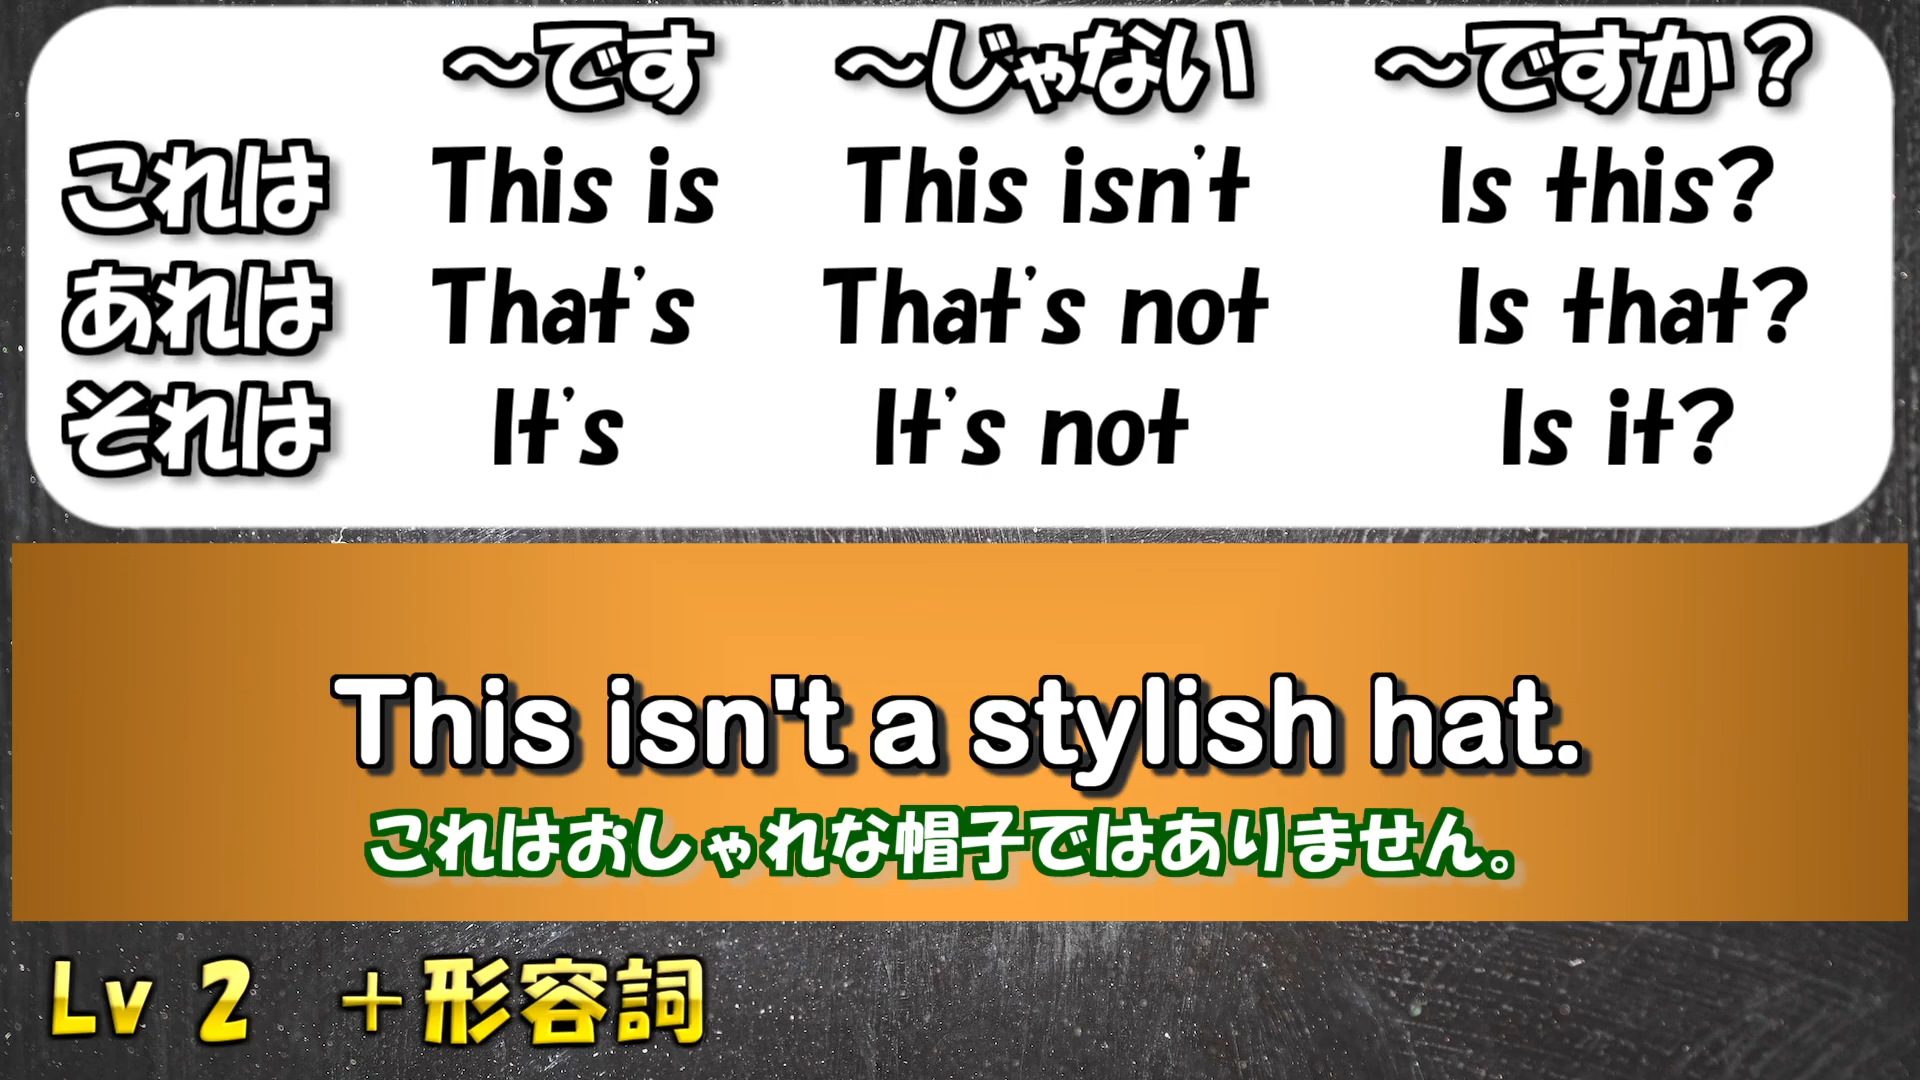 ～です ～じゃない ～ですか？
これは This is This isn't Is this?
あれは That's That's not Is that?
それは It's It's not Is it?
This isn't a stylish hat.
これはおしゃれな帽子ではありません。
Lv 2 ＋形容詞